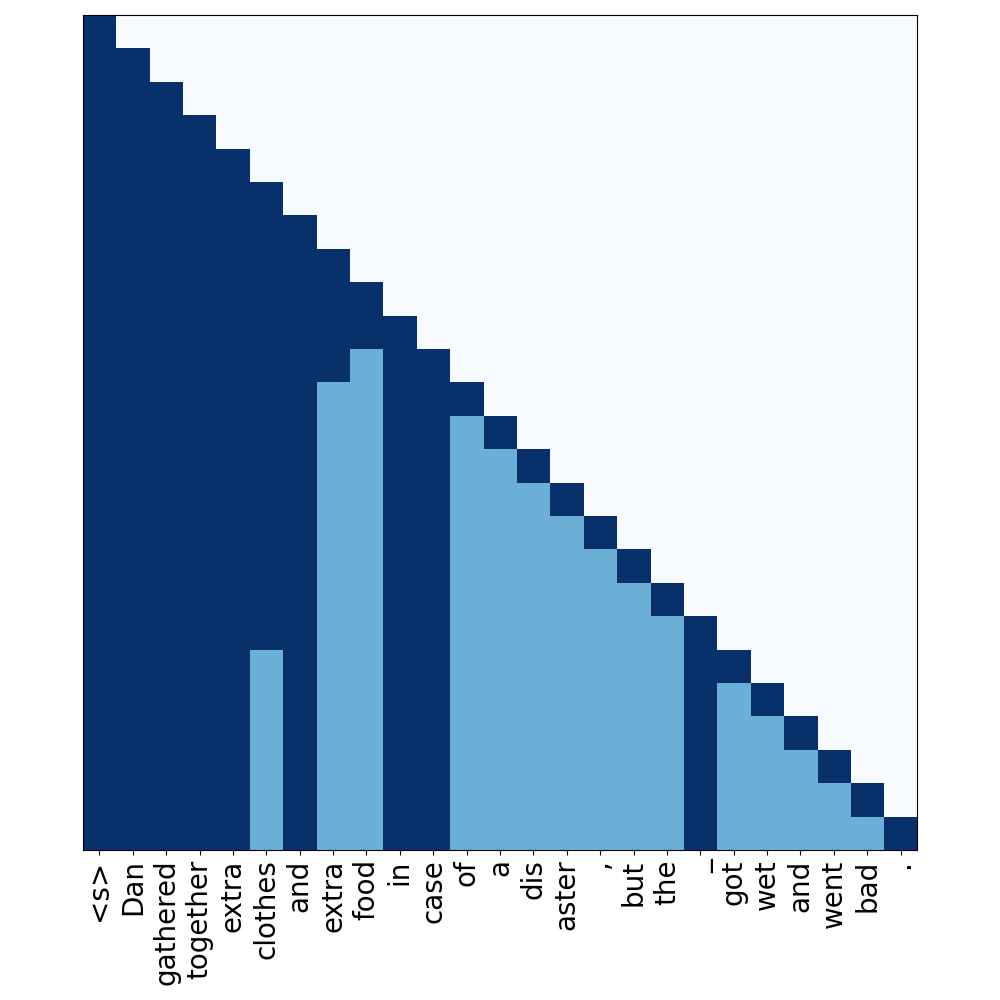 <s> Dan gathered together extra clothes and extra food in case of a dis aster , but the _ got wet and went bad .